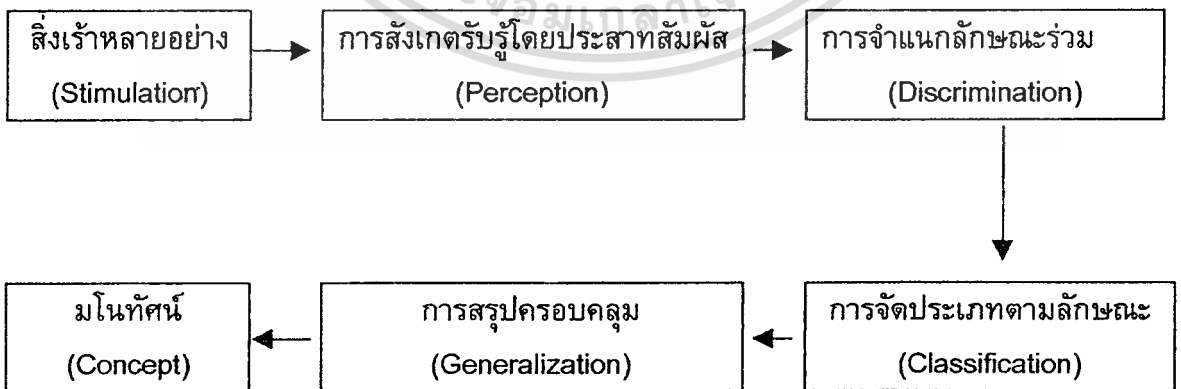 สิ่งเร้าหลายอย่าง
(Stimulation)
การสังเกตรับรู้โดยประสาทสัมผัส
(Perception)
การจำแนกลักษณะร่วม
(Discrimination)
การจัดประเภทตามลักษณะ
(Classification)
การสรุปครอบคลุม
(Generalization)
มโนทัศน์
(Concept)